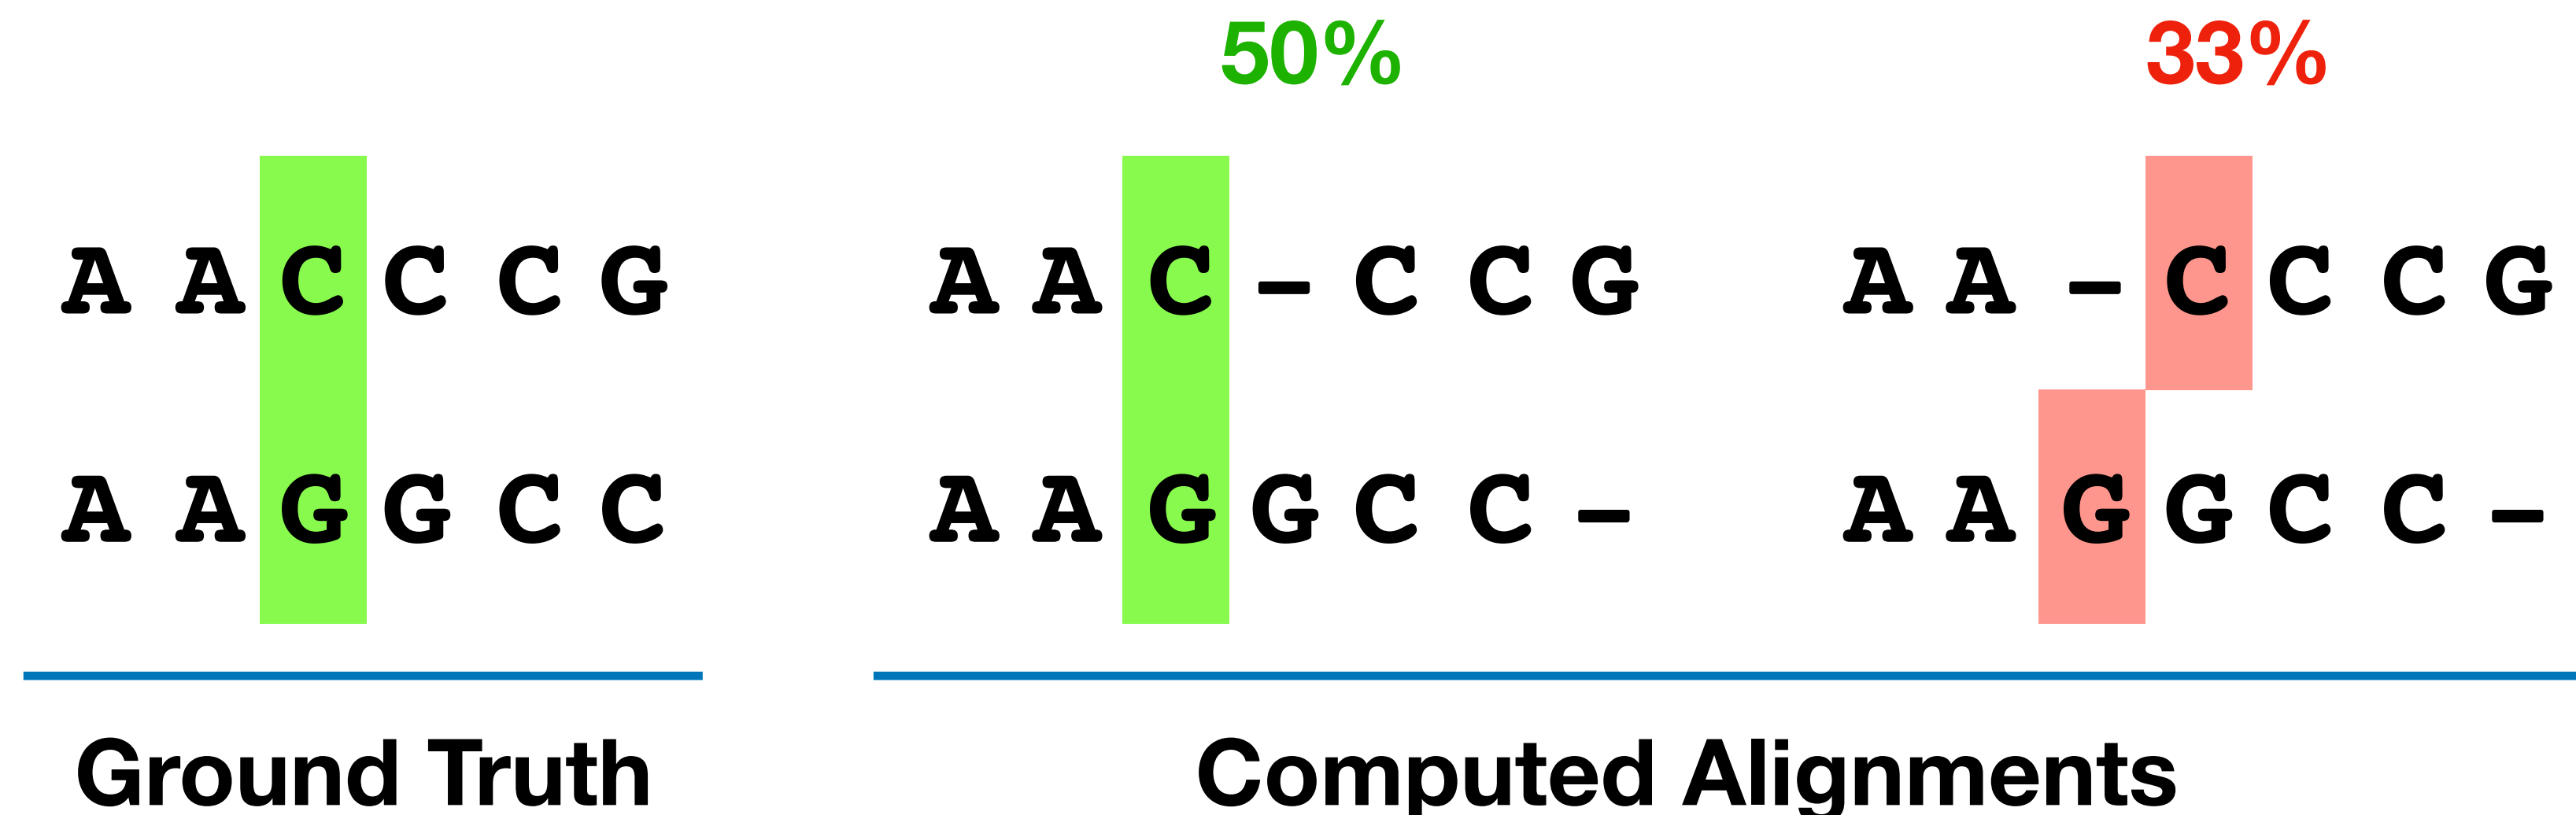 50% 33%
A A C C C G A A C – C C G A A – C C C G
A A G G C C A A G G C C – A A G G C C –
Ground Truth Computed Alignments